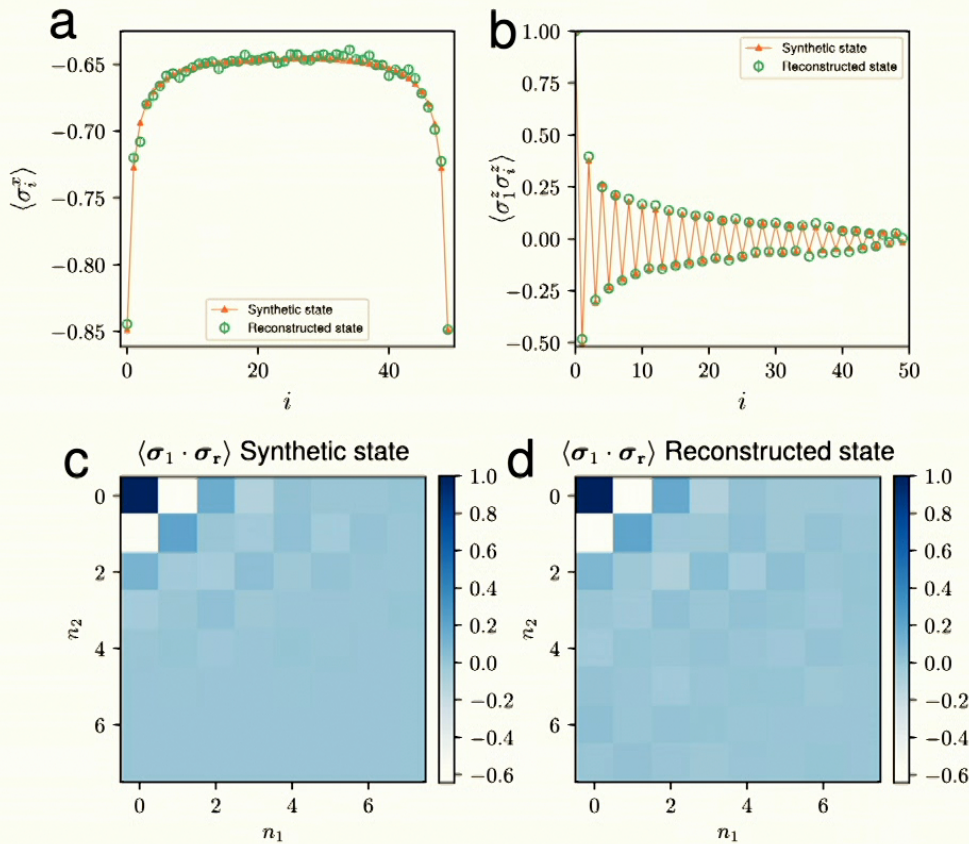 a
−0.65
−0.70
−0.75
−0.80
−0.85
⟨σ_i^x⟩
Synthetic state
Reconstructed state
0 20 40
i
b
1.00
0.75
0.50
0.25
0.00
−0.25
−0.50
⟨σ_1^z σ_i^z⟩
Synthetic state
Reconstructed state
0 10 20 30 40 50
i
c
⟨σ_1 · σ_r⟩ Synthetic state
0
2
4
6
n_2
0 2 4 6
n_1
1.0
0.8
0.6
0.4
0.2
0.0
−0.2
−0.4
−0.6
d
⟨σ_1 · σ_r⟩ Reconstructed state
0
2
4
6
n_2
0 2 4 6
n_1
1.0
0.8
0.6
0.4
0.2
0.0
−0.2
−0.4
−0.6